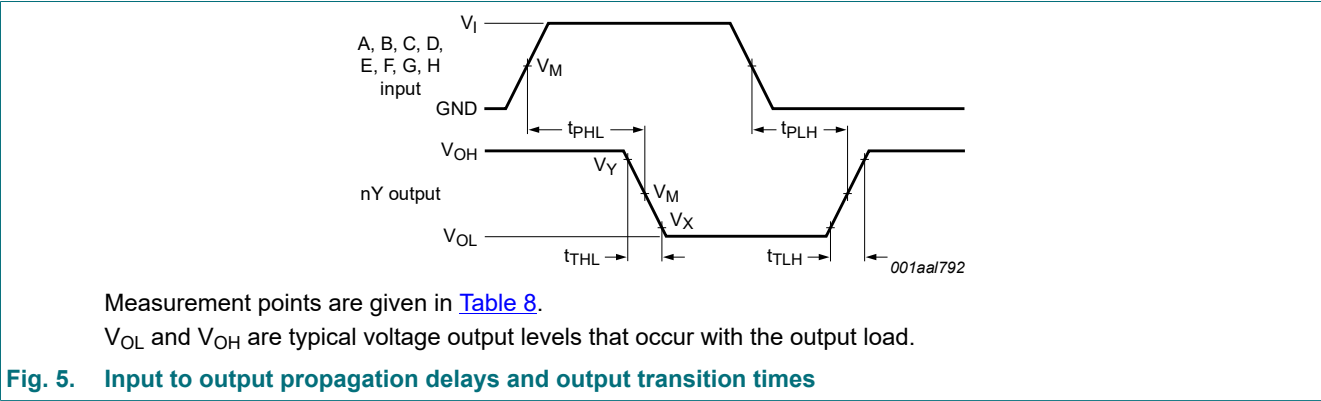 VI
A, B, C, D,
E, F, G, H
input
VM
GND
tPHL
tPLH
VOH
VY
nY output
VM
VX
VOL
tTHL
tTLH
001aal792
Measurement points are given in Table 8.
VOL and VOH are typical voltage output levels that occur with the output load.
Fig. 5. Input to output propagation delays and output transition times